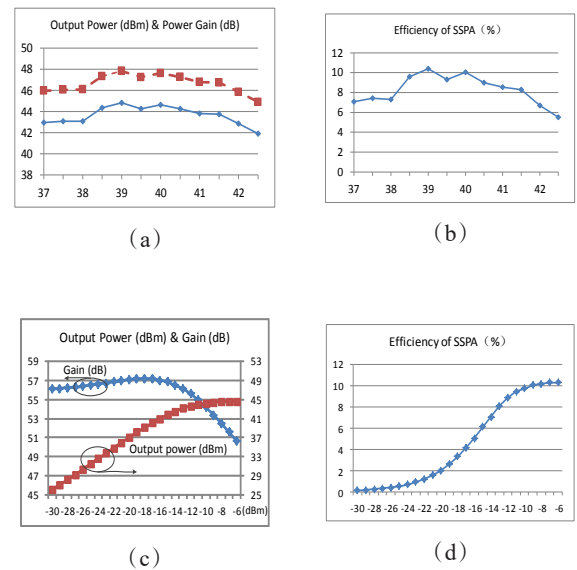 Output Power (dBm) & Power Gain (dB)
50
48
46
44
42
40
38
37 38 39 40 41 42
(a)
Efficiency of SSPA（%）
12
10
8
6
4
2
0
37 38 39 40 41 42
(b)
Output Power (dBm) & Gain (dB)
59 53
57 49
55 45
53 41
51 37
49 33
47 29
45 25
Gain (dB)
Output power (dBm)
-30 -28 -26 -24 -22 -20 -18 -16 -14 -12 -10 -8 -6 (dBm)
(c)
Efficiency of SSPA（%）
12
10
8
6
4
2
0
-30 -28 -26 -24 -22 -20 -18 -16 -14 -12 -10 -8 -6
(d)